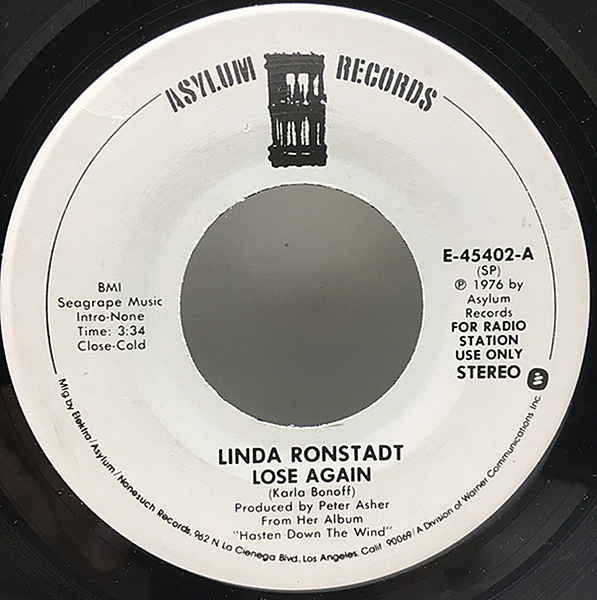 ASYLUM RECORDS
BMI
Seagrape Music
Intro-None
Time: 3:34
Close-Cold
E-45402-A
(SP)
℗ 1976 by
Asylum
Records
FOR RADIO
STATION
USE ONLY
STEREO
LINDA RONSTADT
LOSE AGAIN
(Karla Bonoff)
Produced by Peter Asher
From Her Album
"Hasten Down The Wind"
Mfg by Elektra/Asylum/Nonesuch Records, 962 N. La Cienega Blvd., Los Angeles, Calif. 90069/A Division of Warner Communications Inc.